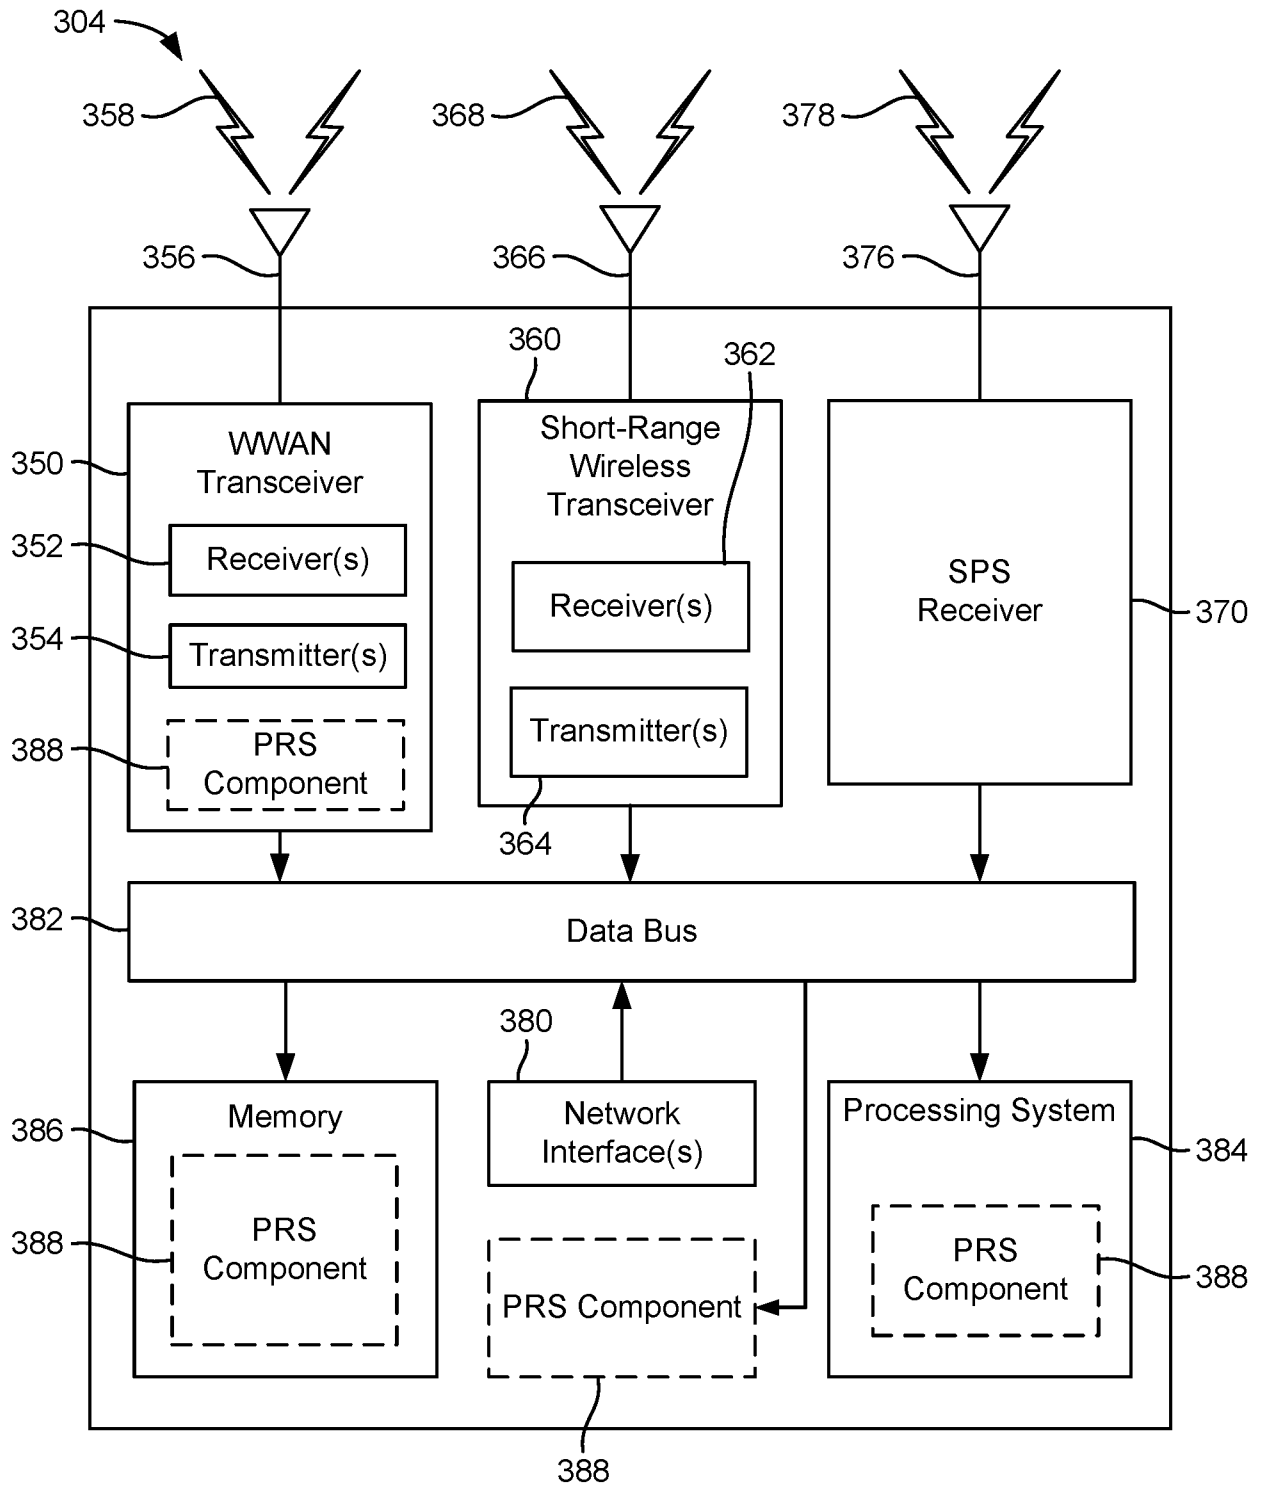 304
358
368
378
356
366
376
360
362
350
WWAN
Transceiver
352
Receiver(s)
354
Transmitter(s)
388
PRS
Component
Short-Range
Wireless
Transceiver
Receiver(s)
Transmitter(s)
364
SPS
Receiver
370
382
Data Bus
380
386
Memory
388
PRS
Component
Network
Interface(s)
PRS Component
388
Processing System
384
PRS
Component
388